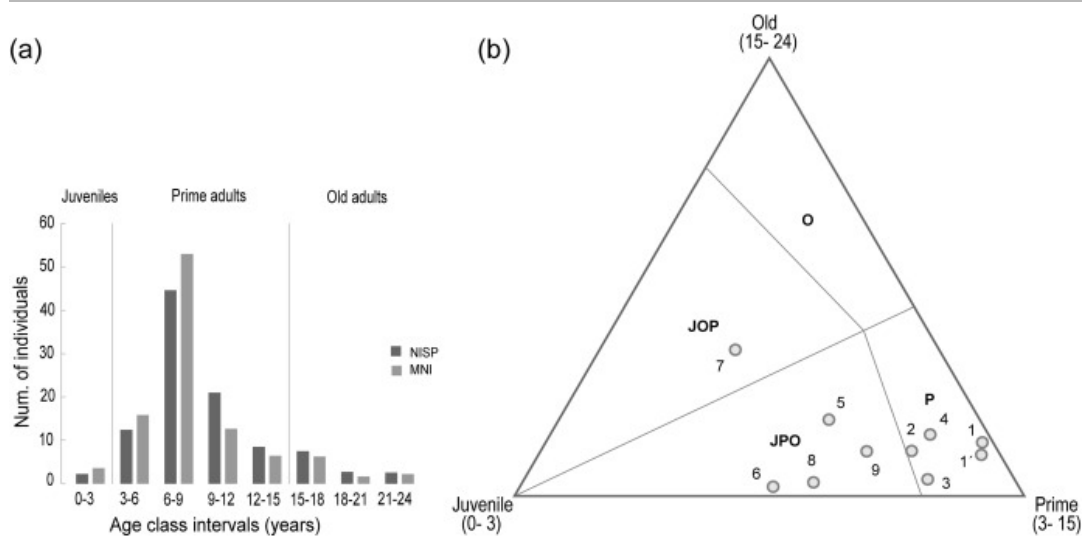 (a)
Juveniles Prime adults Old adults
Num. of individuals
60
50
40
30
20
10
0
NISP
MNI
0-3 3-6 6-9 9-12 12-15 15-18 18-21 21-24
Age class intervals (years)
(b)
Old
(15- 24)
O
JOP
7
P
5
4
JPO
2
1
1´
6
8
9
3
Juvenile
(0- 3)
Prime
(3- 15)